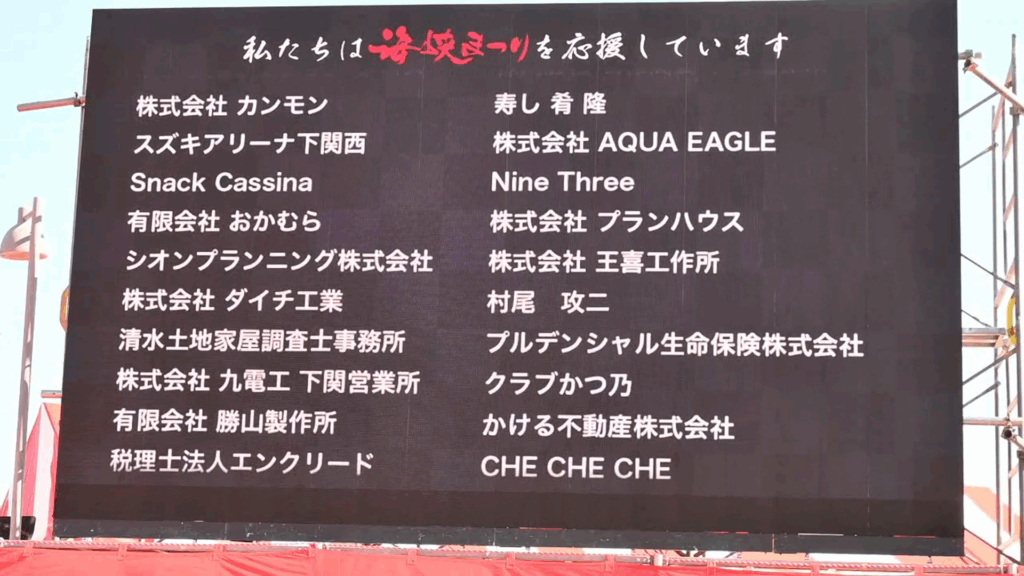 私たちは海峡まつりを応援しています
株式会社 カンモン
スズキアリーナ下関西
Snack Cassina
有限会社 おかむら
シオンプランニング株式会社
株式会社 ダイチ工業
清水土地家屋調査士事務所
株式会社 九電工 下関営業所
有限会社 勝山製作所
税理士法人エンクリード
寿し 肴 隆
株式会社 AQUA EAGLE
Nine Three
株式会社 プランハウス
株式会社 王喜工作所
村尾　攻二
プルデンシャル生命保険株式会社
クラブかつ乃
かける不動産株式会社
CHE CHE CHE